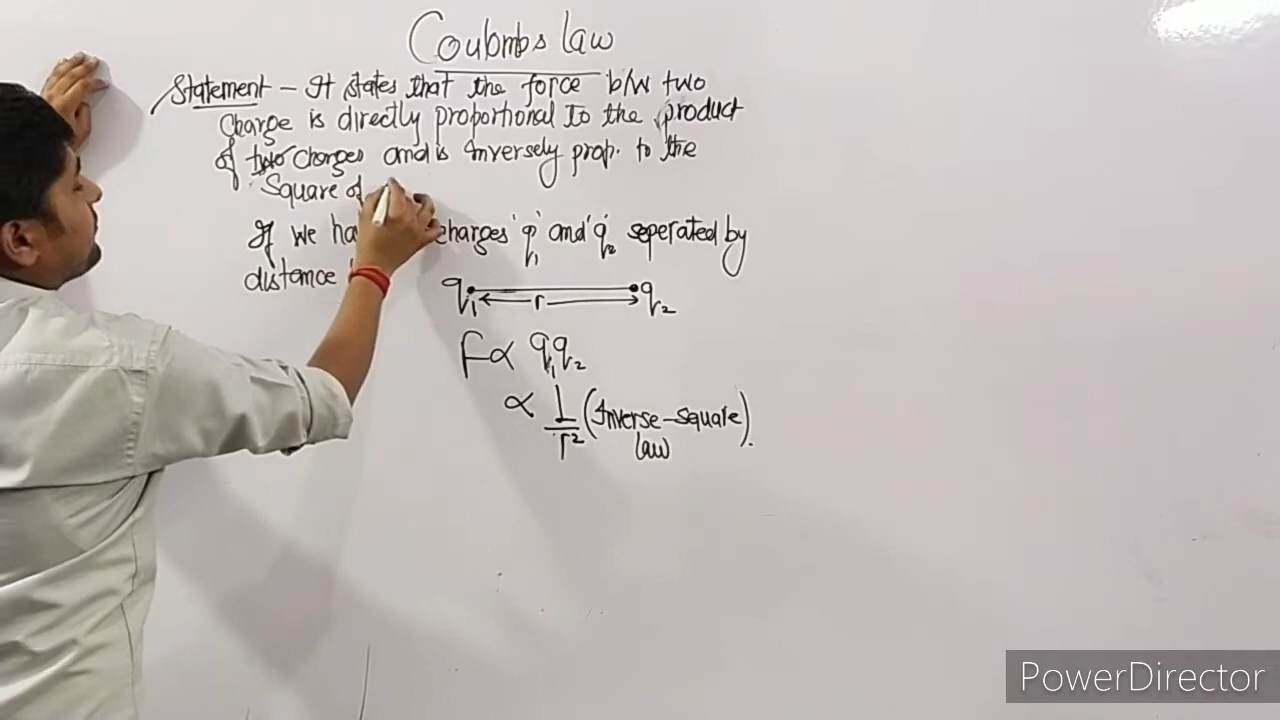 Coulombs law
Statement - It states that the force b/w two
charge is directly proportional to the product
of two charges and is Inversely prop. to the
Square of
If we ha charges 'q1' and 'q2' seperated by
distance
q1 r q2
F ∝ q1q2
∝ 1/r² (Inverse-square
law).
PowerDirector